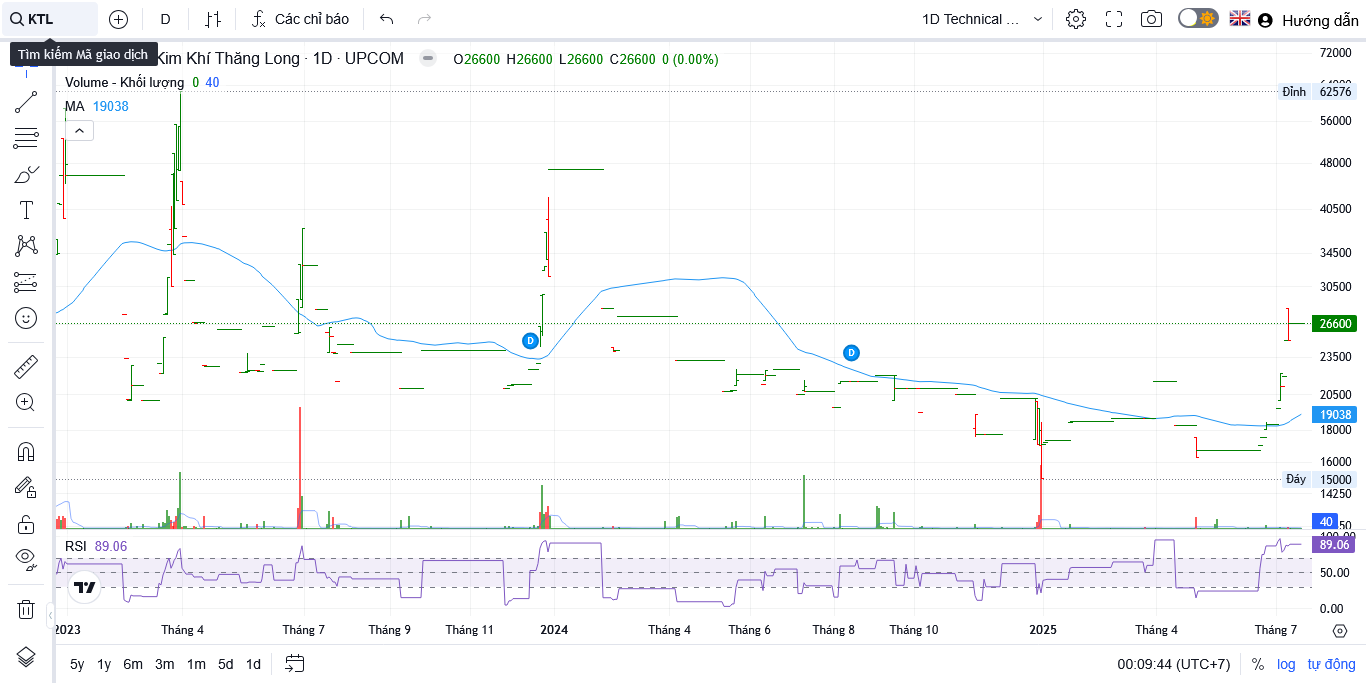 KTL
D
Các chỉ báo
1D Technical ...
Hướng dẫn
Tìm kiếm Mã giao dịch
Kim Khí Thăng Long · 1D · UPCOM
O26600 H26600 L26600 C26600 0 (0.00%)
Volume - Khối lượng 0 40
MA 19038
72000
Đỉnh 62576
56000
48000
40500
34500
30500
26600
23500
20500
19038
18000
16000
Đáy 15000
14250
40
D
D
RSI 89.06
100.00
89.06
50.00
0.00
2023 Tháng 4 Tháng 7 Tháng 9 Tháng 11 2024 Tháng 4 Tháng 6 Tháng 8 Tháng 10 2025 Tháng 4 Tháng 7
5y 1y 6m 3m 1m 5d 1d
00:09:44 (UTC+7) % log tự động